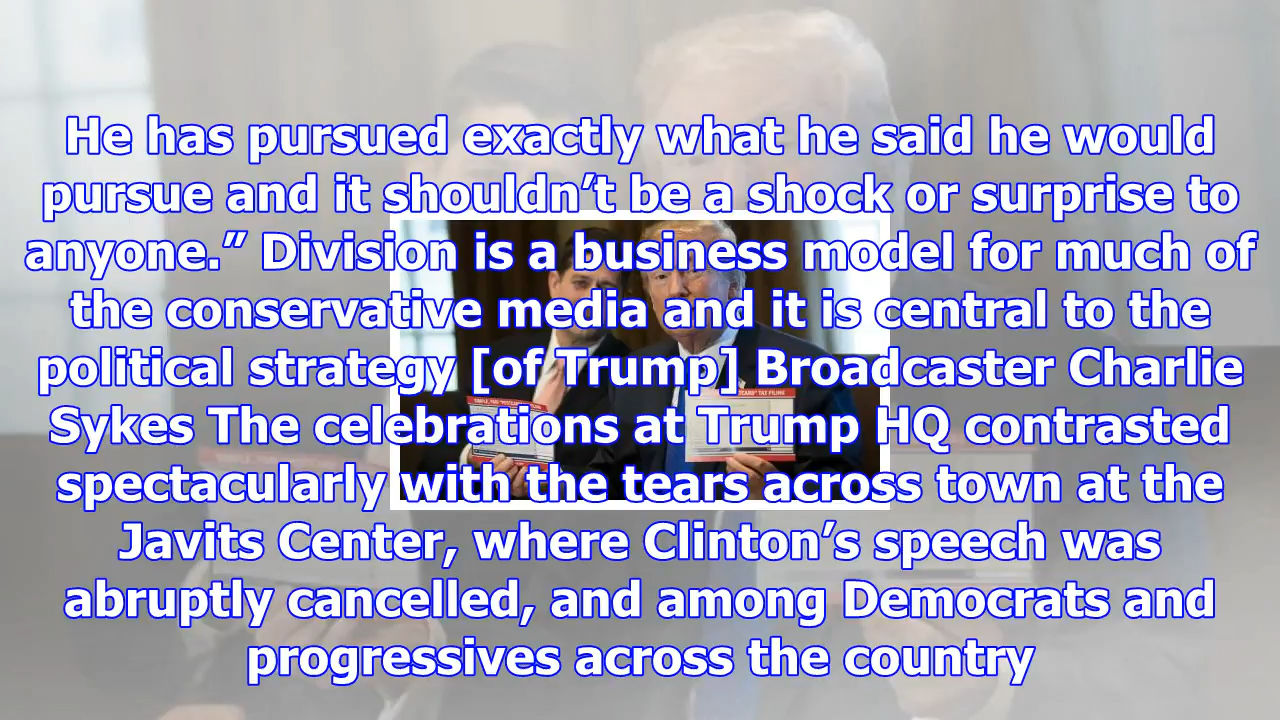 He has pursued exactly what he said he would
pursue and it shouldn’t be a shock or surprise to
anyone.” Division is a business model for much of
the conservative media and it is central to the
political strategy [of Trump] Broadcaster Charlie
Sykes The celebrations at Trump HQ contrasted
spectacularly with the tears across town at the
Javits Center, where Clinton’s speech was
abruptly cancelled, and among Democrats and
progressives across the country